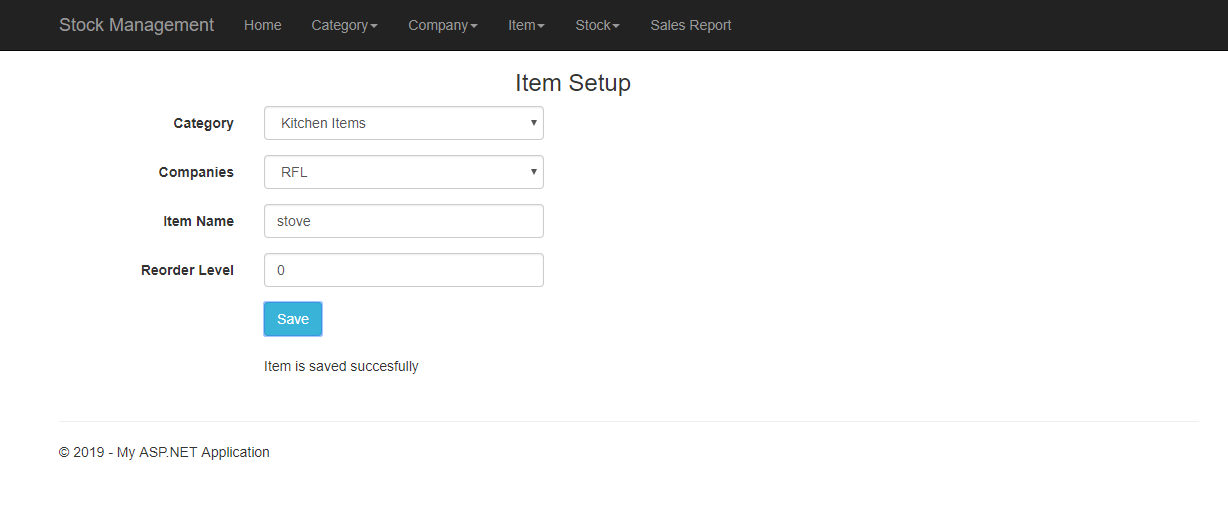 Stock Management Home Category Company Item Stock Sales Report
Item Setup
Category Kitchen Items
Companies RFL
Item Name stove
Reorder Level 0
Save
Item is saved succesfully
© 2019 - My ASP.NET Application